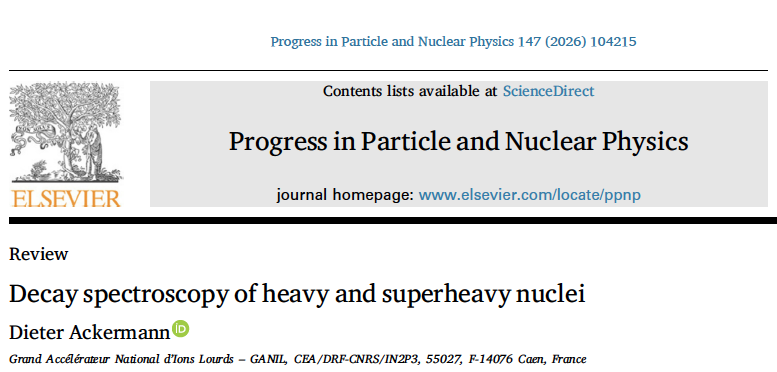 Progress in Particle and Nuclear Physics 147 (2026) 104215
Contents lists available at ScienceDirect
Progress in Particle and Nuclear Physics
ELSEVIER
journal homepage: www.elsevier.com/locate/ppnp
Review
Decay spectroscopy of heavy and superheavy nuclei
Dieter Ackermann iD
Grand Accélérateur National d'Ions Lourds – GANIL, CEA/DRF-CNRS/IN2P3, 55027, F-14076 Caen, France